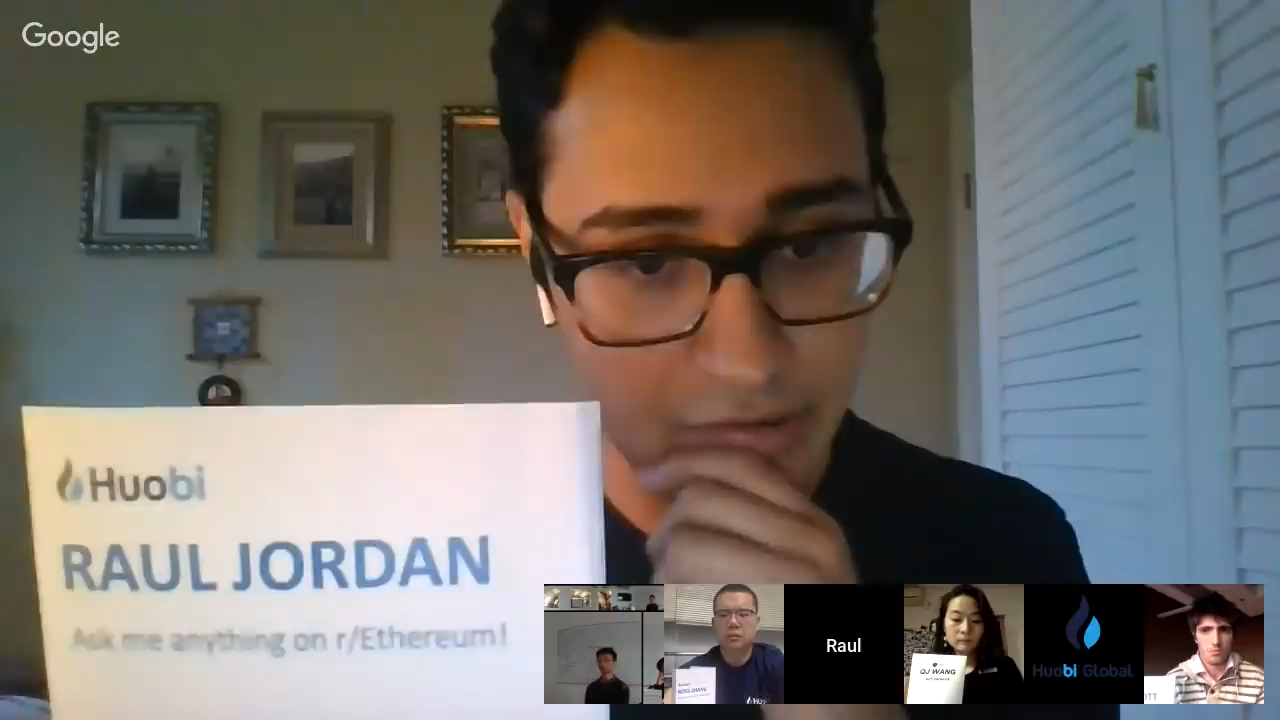 Google
Huobi
RAUL JORDAN
Ask me anything on r/Ethereum!
Raul
QJ WANG
Huobi Global